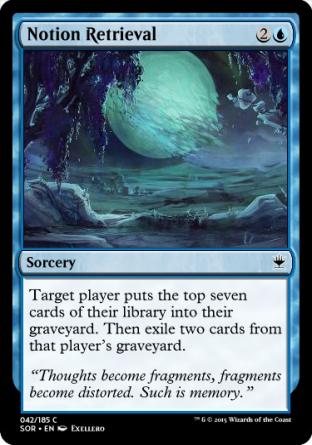 Notion Retrieval 2
Sorcery
Target player puts the top seven
cards of their library into their
graveyard. Then exile two cards from
that player's graveyard.
“Thoughts become fragments, fragments
become distorted. Such is memory.”
042/185 C
SOR • EN Exellero
™ & © 2015 Wizards of the Coast